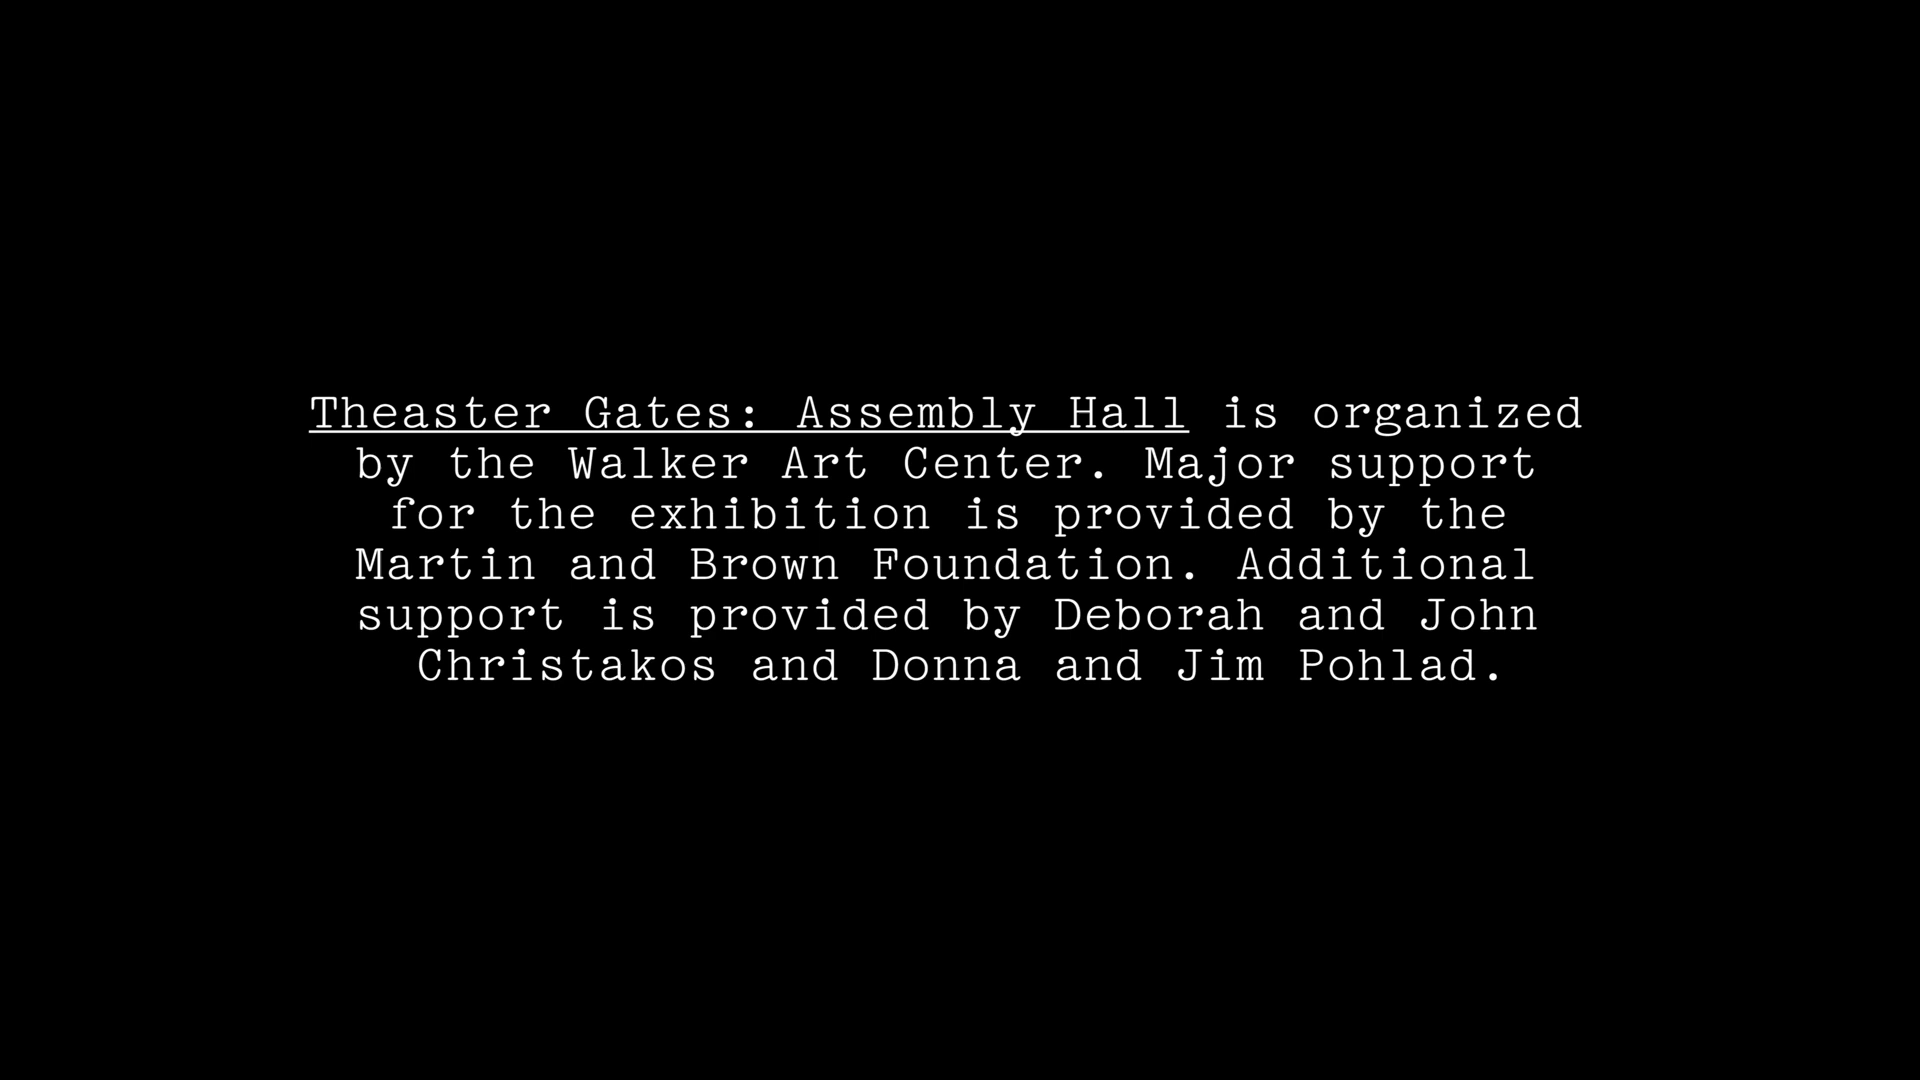 Theaster Gates: Assembly Hall is organized
by the Walker Art Center. Major support
for the exhibition is provided by the
Martin and Brown Foundation. Additional
support is provided by Deborah and John
Christakos and Donna and Jim Pohlad.